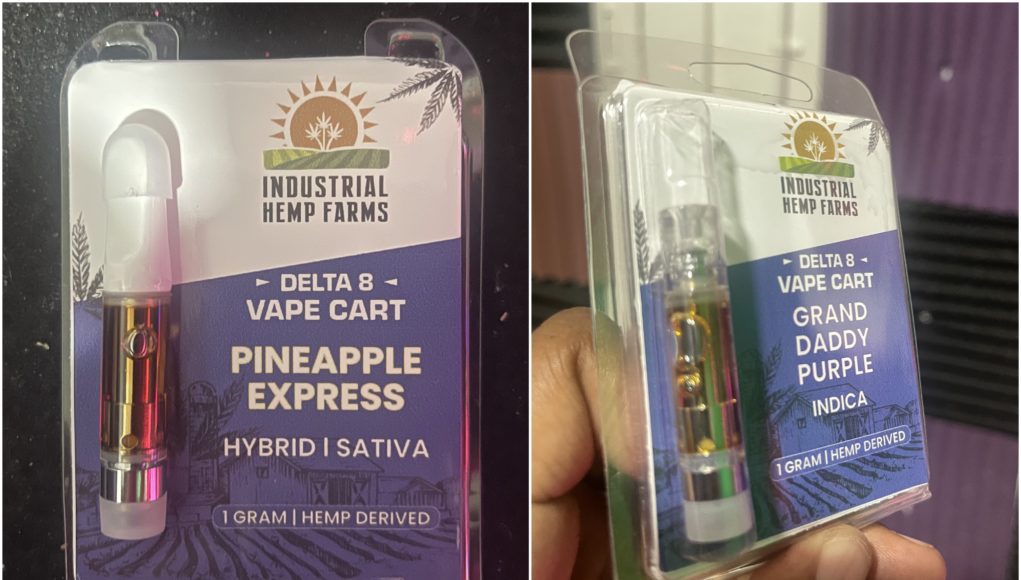 INDUSTRIAL
HEMP FARMS
DELTA 8
VAPE CART
PINEAPPLE
EXPRESS
HYBRID | SATIVA
1 GRAM | HEMP DERIVED
INDUSTRIAL
HEMP FARMS
DELTA 8
VAPE CART
GRAND
DADDY
PURPLE
INDICA
1 GRAM | HEMP DERIVED